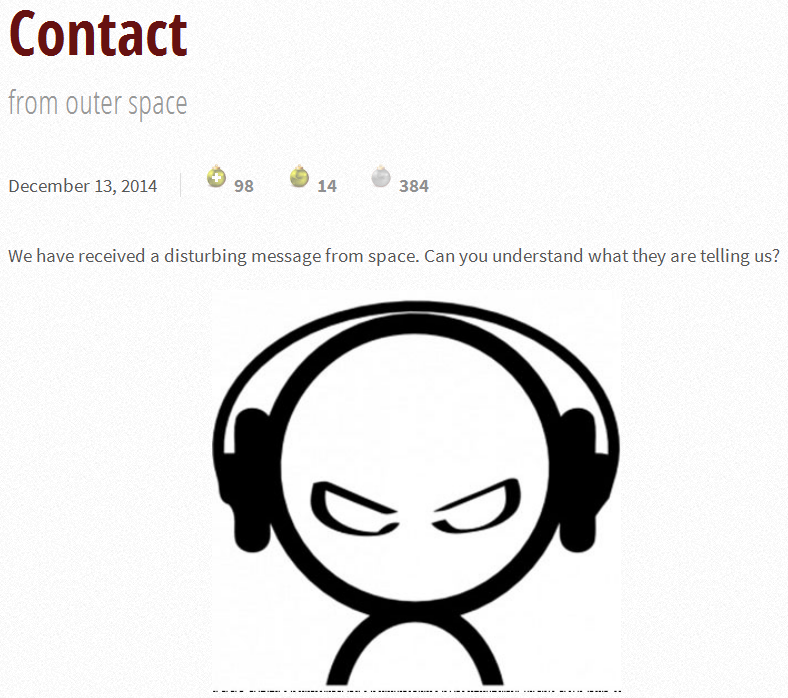 Contact
from outer space
December 13, 2014 98 14 384
We have received a disturbing message from space. Can you understand what they are telling us?